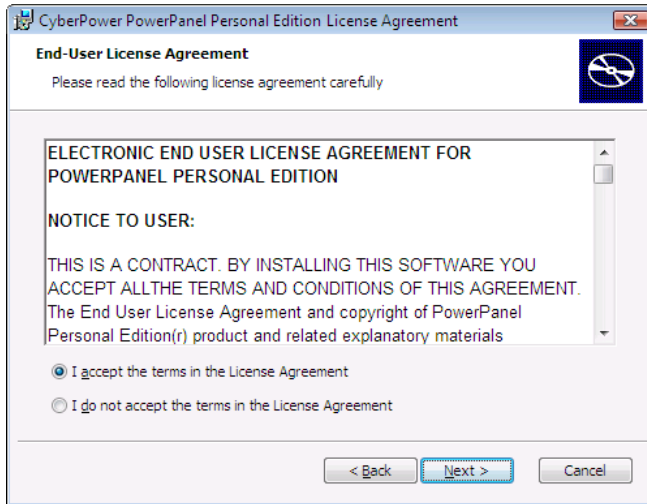 CyberPower PowerPanel Personal Edition License Agreement
End-User License Agreement
Please read the following license agreement carefully
ELECTRONIC END USER LICENSE AGREEMENT FOR
POWERPANEL PERSONAL EDITION
NOTICE TO USER:
THIS IS A CONTRACT. BY INSTALLING THIS SOFTWARE YOU
ACCEPT ALLTHE TERMS AND CONDITIONS OF THIS AGREEMENT.
The End User License Agreement and copyright of PowerPanel
Personal Edition(r) product and related explanatory materials
I accept the terms in the License Agreement
I do not accept the terms in the License Agreement
< Back Next > Cancel